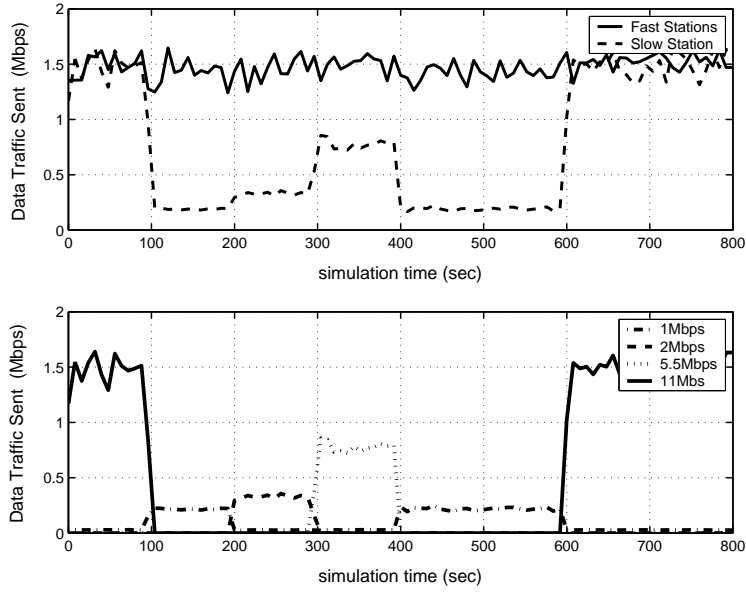 2
1.5
1
0.5
0
Data Traffic Sent (Mbps)
Fast Stations
Slow Station
0 100 200 300 400 500 600 700 800
simulation time (sec)
2
1.5
1
0.5
0
Data Traffic Sent (Mbps)
1Mbps
2Mbps
5.5Mbps
11Mbs
0 100 200 300 400 500 600 700 800
simulation time (sec)